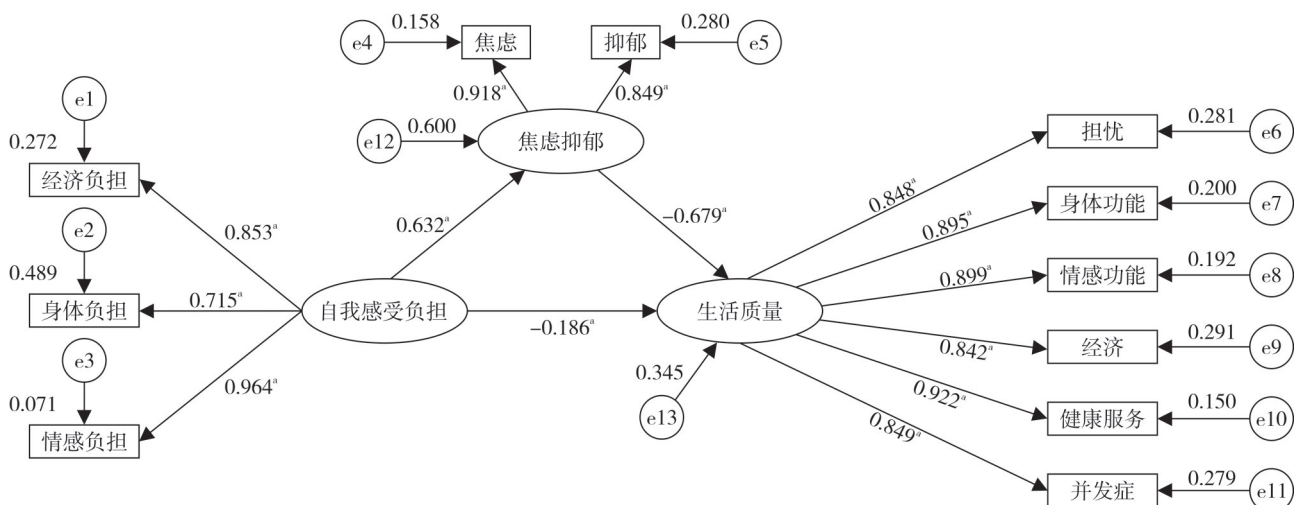 e4
0.158
焦虑
抑郁
0.280
e5
0.918ᵃ
0.849ᵃ
e12
0.600
焦虑抑郁
e1
0.272
经济负担
0.853ᵃ
e2
0.489
身体负担
0.715ᵃ
e3
0.071
情感负担
0.964ᵃ
自我感受负担
0.632ᵃ
−0.679ᵃ
−0.186ᵃ
生活质量
0.345
e13
0.848ᵃ
担忧
0.281
e6
0.895ᵃ
身体功能
0.200
e7
0.899ᵃ
情感功能
0.192
e8
0.842ᵃ
经济
0.291
e9
0.922ᵃ
健康服务
0.150
e10
0.849ᵃ
并发症
0.279
e11